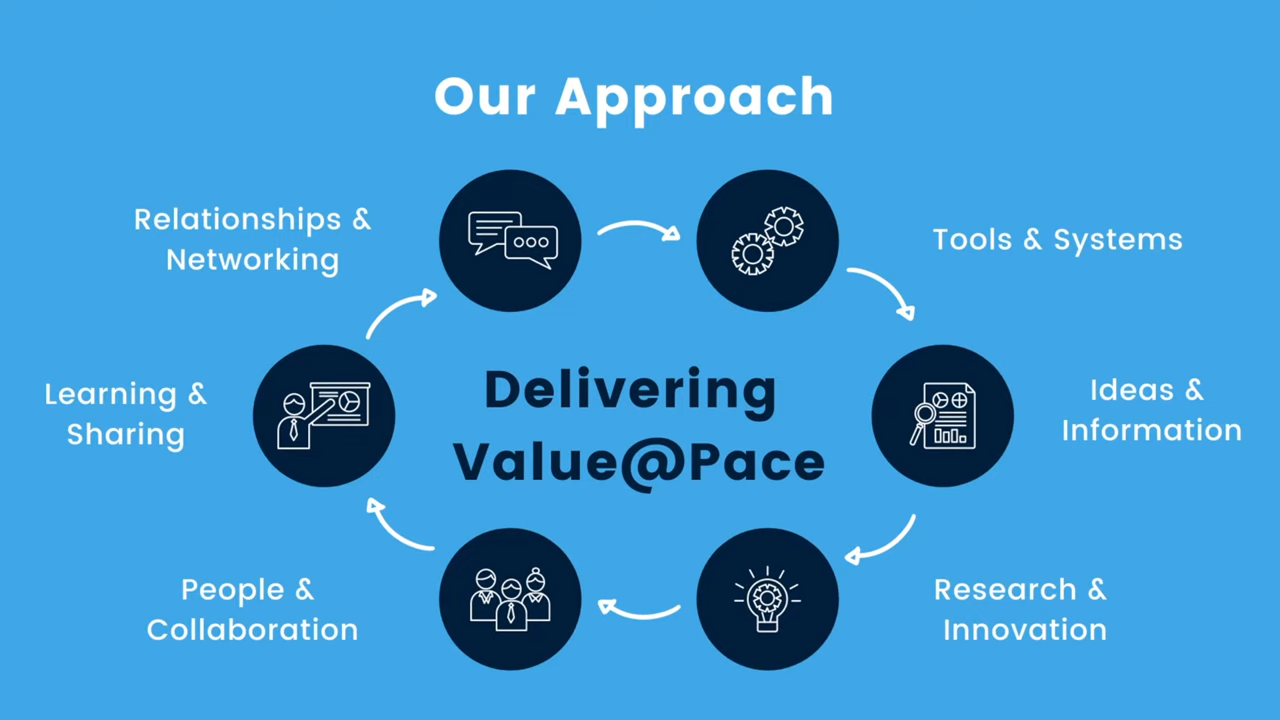 Our Approach
Relationships &
Networking
Tools & Systems
Learning &
Sharing
Delivering
Value@Pace
Ideas &
Information
People &
Collaboration
Research &
Innovation